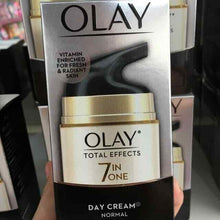 OLAY
VITAMIN
ENRICHED
FOR FRESH
& RADIANT
SKIN
OLAY®
TOTAL EFFECTS
7 IN
ONE
DAY CREAM
NORMAL